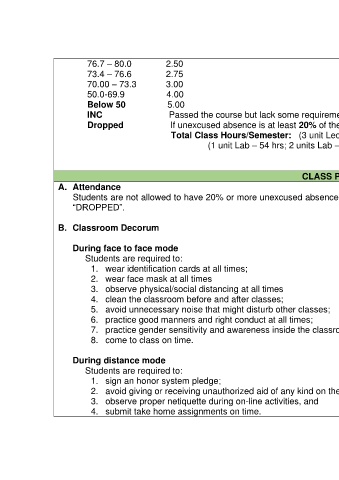 76.7 – 80.0 2.50
73.4 – 76.6 2.75
70.00 – 73.3 3.00
50.0-69.9 4.00
Below 50 5.00
INC Passed the course but lack some requireme
Dropped If unexcused absence is at least 20% of the
Total Class Hours/Semester: (3 unit Lec
(1 unit Lab – 54 hrs; 2 units Lab –
CLASS P
A. Attendance
Students are not allowed to have 20% or more unexcused absence
“DROPPED”.
B. Classroom Decorum
During face to face mode
Students are required to:
1. wear identification cards at all times;
2. wear face mask at all times
3. observe physical/social distancing at all times
4. clean the classroom before and after classes;
5. avoid unnecessary noise that might disturb other classes;
6. practice good manners and right conduct at all times;
7. practice gender sensitivity and awareness inside the classro
8. come to class on time.
During distance mode
Students are required to:
1. sign an honor system pledge;
2. avoid giving or receiving unauthorized aid of any kind on the
3. observe proper netiquette during on-line activities, and
4. submit take home assignments on time.